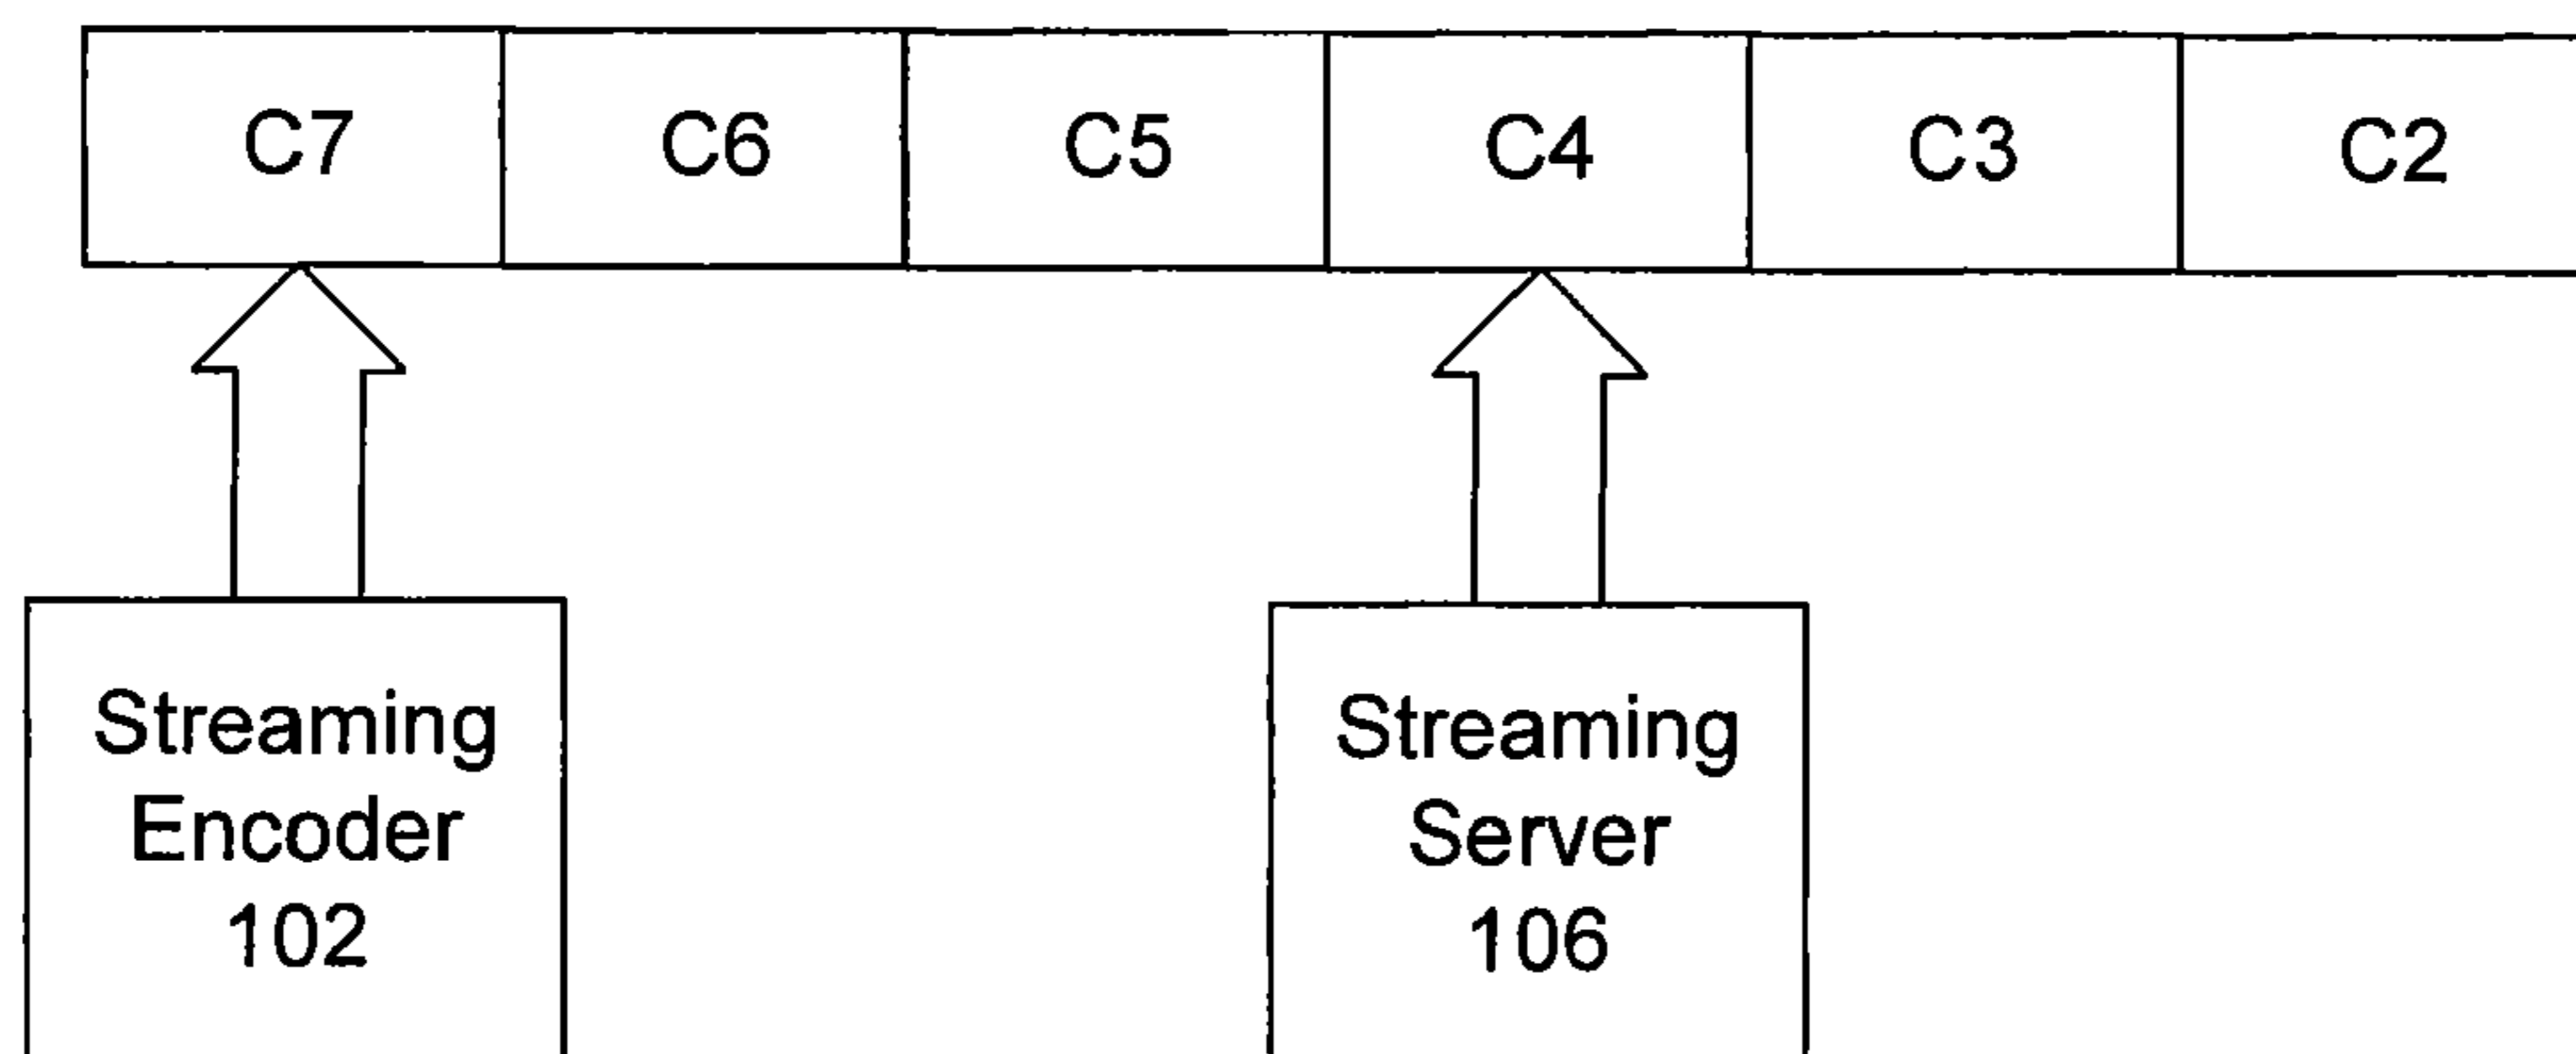 C7 C6 C5 C4 C3 C2
Streaming
Encoder
102
Streaming
Server
106